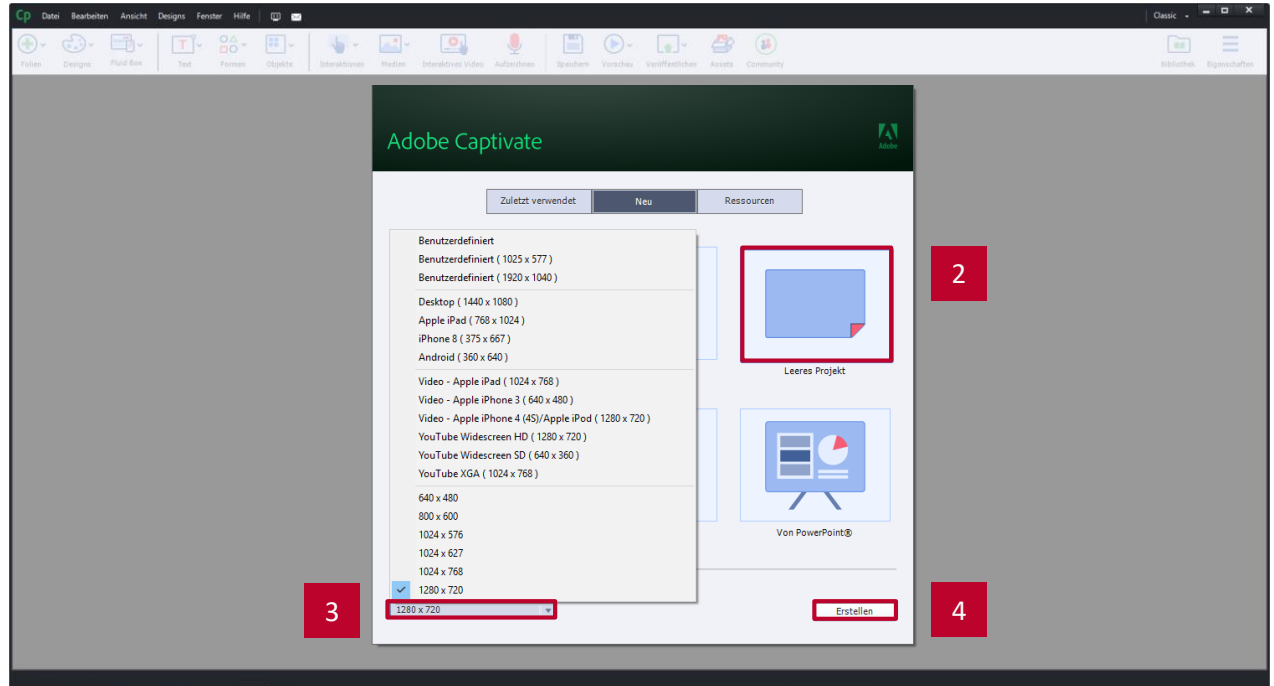 Cp Datei Bearbeiten Ansicht Designs Fenster Hilfe Classic
Folien Designs Fluid Box Text Formen Objekte Interaktionen Medien Interaktives Video Aufzeichnen Speichern Vorschau Veröffentlichen Assets Community Bibliothek Eigenschaften
Adobe Captivate
Adobe
Zuletzt verwendet Neu Ressourcen
Benutzerdefiniert
Benutzerdefiniert ( 1025 x 577 )
Benutzerdefiniert ( 1920 x 1040 )
Desktop ( 1440 x 1080 )
Apple iPad ( 768 x 1024 )
iPhone 8 ( 375 x 667 )
Android ( 360 x 640 )
Video - Apple iPad ( 1024 x 768 )
Video - Apple iPhone 3 ( 640 x 480 )
Video - Apple iPhone 4 (4S)/Apple iPod ( 1280 x 720 )
YouTube Widescreen HD ( 1280 x 720 )
YouTube Widescreen SD ( 640 x 360 )
YouTube XGA ( 1024 x 768 )
640 x 480
800 x 600
1024 x 576
1024 x 627
1024 x 768
1280 x 720
2
Leeres Projekt
Von PowerPoint®
3
1280 x 720
Erstellen
4